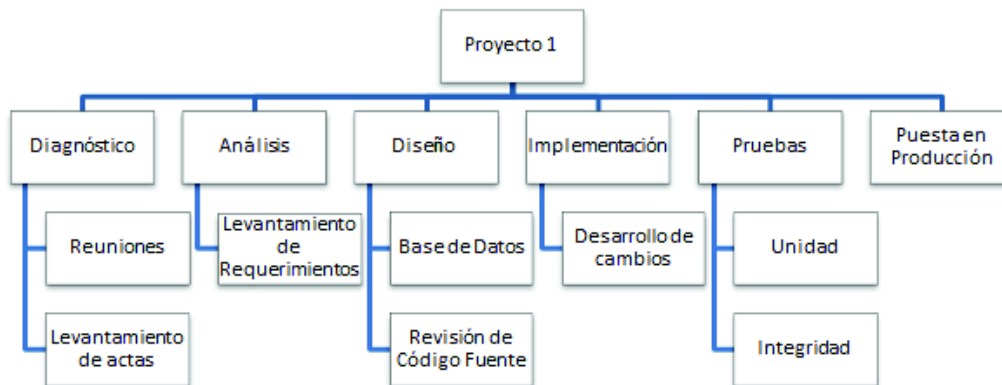 Proyecto 1
Diagnóstico
Análisis
Diseño
Implementación
Pruebas
Puesta en
Producción
Reuniones
Levantamiento
de
Requerimientos
Base de Datos
Desarrollo de
cambios
Unidad
Levantamiento
de actas
Revisión de
Código Fuente
Integridad